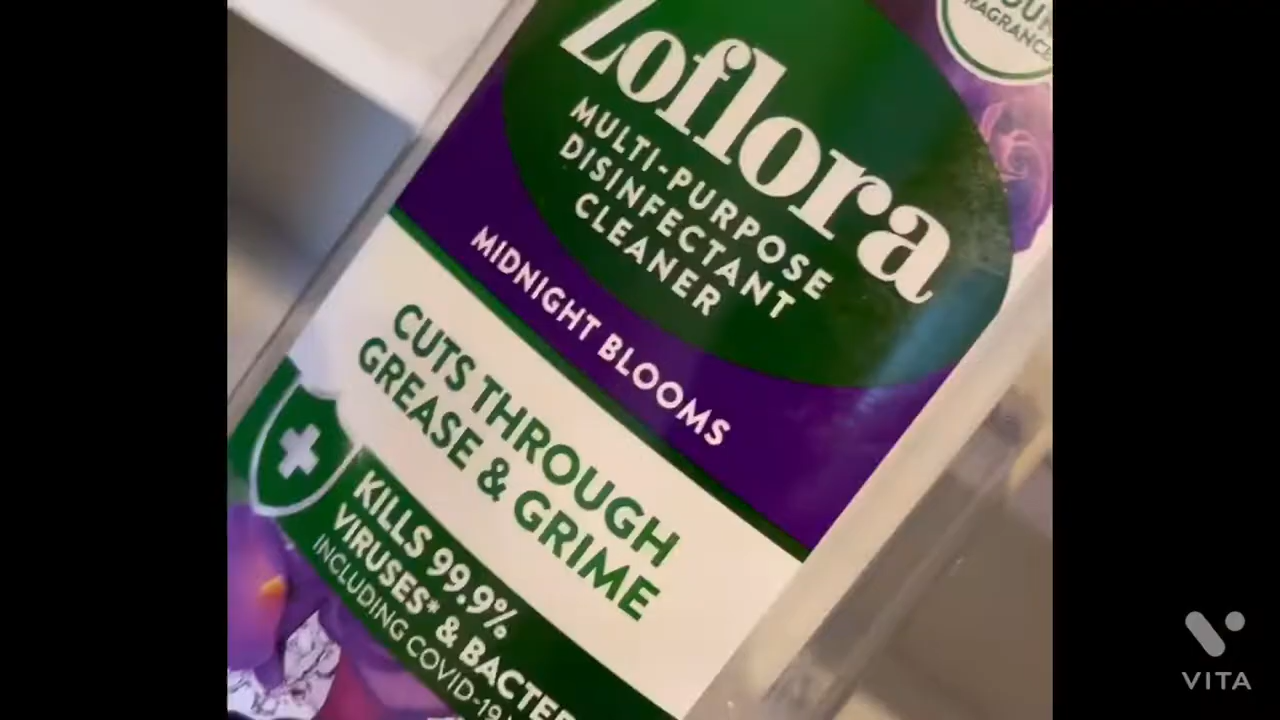 Zoflora
MULTI-PURPOSE
DISINFECTANT
CLEANER
MIDNIGHT BLOOMS
CUTS THROUGH
GREASE & GRIME
KILLS 99.9%
VIRUSES* &
INCLUDING COVID-19
VITA